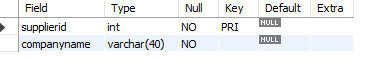 Field Type Null Key Default Extra
supplierid int NO PRI NULL
companyname varchar(40) NO NULL